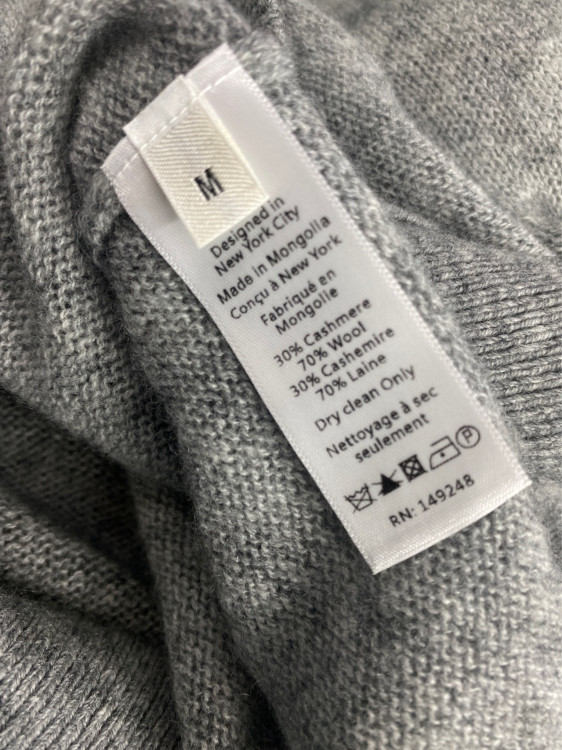 M
Designed in
New York City
Made in Mongolia
Conçu à New York
Fabriqué en
Mongolie
30% Cashmere
70% Wool
30% Cashemire
70% Laine
Dry clean Only
Nettoyage à sec
seulement
P
RN: 149248